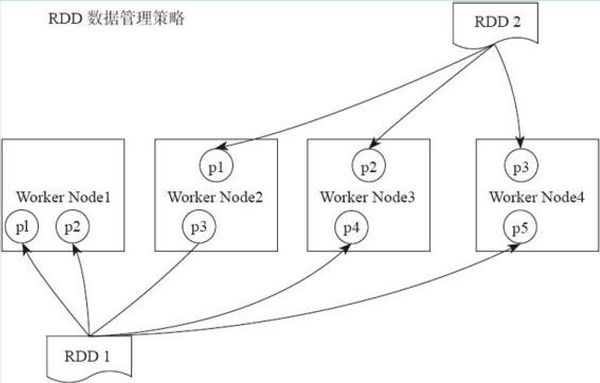 RDD 数据管理策略
RDD 2
p1
p2
p3
Worker Node1
Worker Node2
Worker Node3
Worker Node4
p1
p2
p3
p4
p5
RDD 1